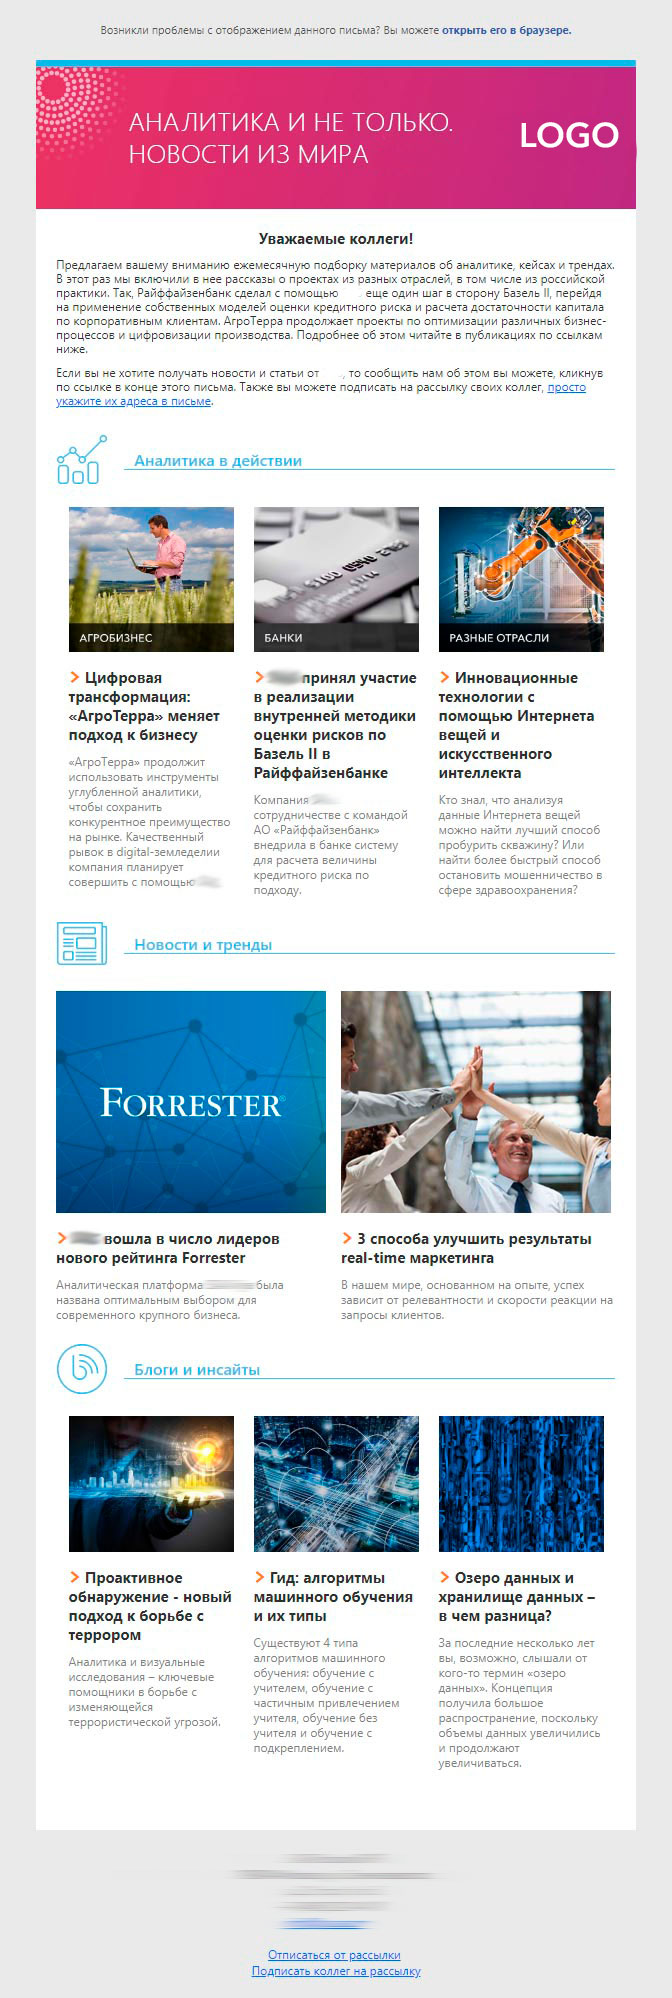 Возникли проблемы с отображением данного письма? Вы можете открыть его в браузере.
АНАЛИТИКА И НЕ ТОЛЬКО.
НОВОСТИ ИЗ МИРА
LOGO
Уважаемые коллеги!
Предлагаем вашему вниманию ежемесячную подборку материалов об аналитике, кейсах и трендах.
В этот раз мы включили в нее рассказы о проектах из разных отраслей, в том числе из российской
практики. Так, Райффайзенбанк сделал с помощью еще один шаг в сторону Базель II, перейдя
на применение собственных моделей оценки кредитного риска и расчета достаточности капитала
по корпоративным клиентам. АгроТерра продолжает проекты по оптимизации различных бизнес-
процессов и цифровизации производства. Подробнее об этом читайте в публикациях по ссылкам
ниже.
Если вы не хотите получать новости и статьи от , то сообщить нам об этом вы можете, кликнув
по ссылке в конце этого письма. Также вы можете подписать на рассылку своих коллег, просто
укажите их адреса в письме.
Аналитика в действии
АГРОБИЗНЕС
Цифровая
трансформация:
«АгроТерра» меняет
подход к бизнесу
«АгроТерра» продолжит
использовать инструменты
углубленной аналитики,
чтобы сохранить
конкурентное преимущество
на рынке. Качественный
рывок в digital-земледелии
компания планирует
совершить с помощью
БАНКИ
принял участие
в реализации
внутренней методики
оценки рисков по
Базель II в
Райффайзенбанке
Компания
сотрудничестве с командой
АО «Райффайзенбанк»
внедрила в банке систему
для расчета величины
кредитного риска по
подходу.
РАЗНЫЕ ОТРАСЛИ
Инновационные
технологии с
помощью Интернета
вещей и
искусственного
интеллекта
Кто знал, что анализуя
данные Интернета вещей
можно найти лучший способ
пробурить скважину? Или
найти более быстрый способ
остановить мошенничество в
сфере здравоохранения?
Новости и тренды
FORRESTER®
вошла в число лидеров
нового рейтинга Forrester
Аналитическая платформа была
названа оптимальным выбором для
современного крупного бизнеса.
3 способа улучшить результаты
real-time маркетинга
В нашем мире, основанном на опыте, успех
зависит от релевантности и скорости реакции на
запросы клиентов.
Блоги и инсайты
Проактивное
обнаружение - новый
подход к борьбе с
террором
Аналитика и визуальные
исследования – ключевые
помощники в борьбе с
изменяющейся
террористической угрозой.
Гид: алгоритмы
машинного обучения
и их типы
Существуют 4 типа
алгоритмов машинного
обучения: обучение с
учителем, обучение с
частичным привлечением
учителя, обучение без
учителя и обучение с
подкреплением.
Озеро данных и
хранилище данных –
в чем разница?
За последние несколько лет
вы, возможно, слышали от
кого-то термин «озеро
данных». Концепция
получила большое
распространение, поскольку
объемы данных увеличились
и продолжают
увеличиваться.
Отписаться от рассылки
Подписать коллег на рассылку